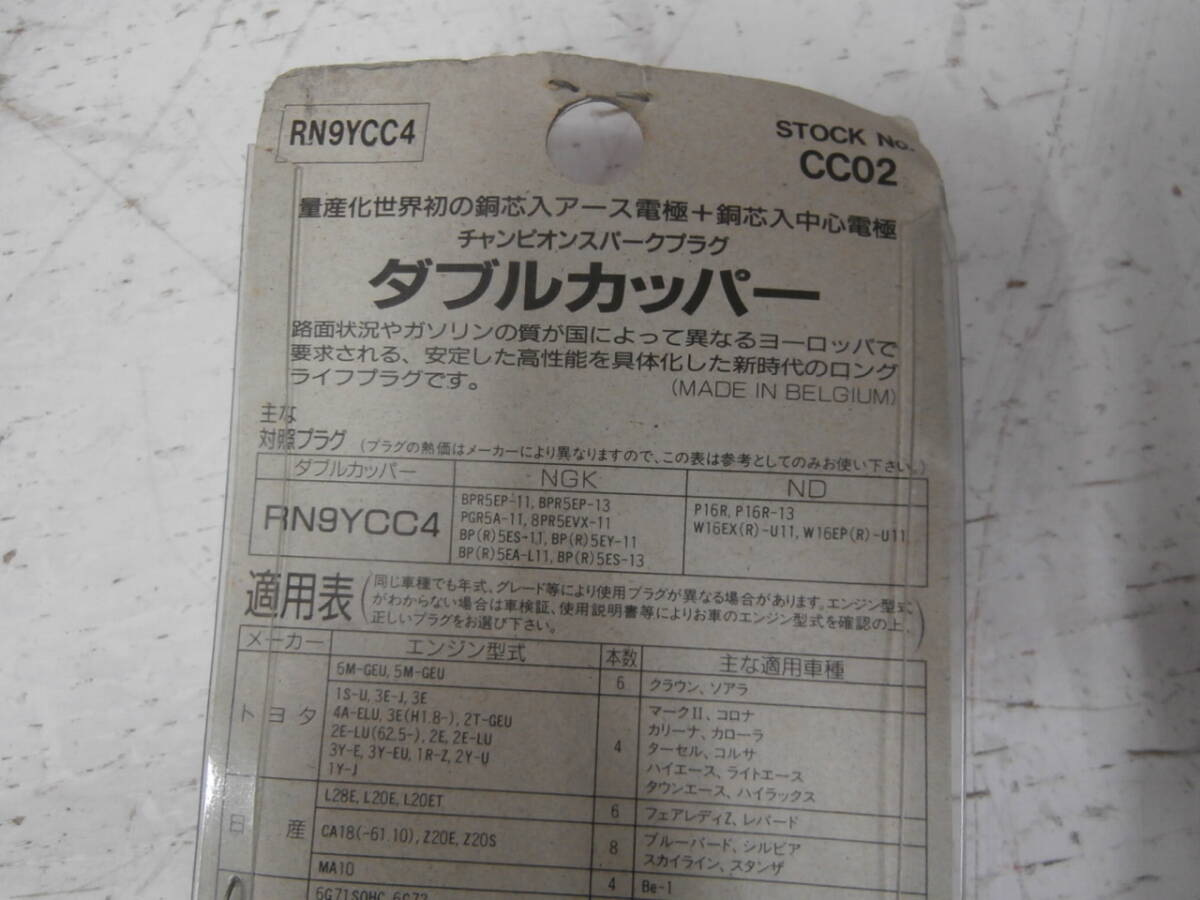 RN9YCC4
STOCK No.
CC02
量産化世界初の銅芯入アース電極＋銅芯入中心電極
チャンピオンスパークプラグ
ダブルカッパー
路面状況やガソリンの質が国によって異なるヨーロッパで
要求される、安定した高性能を具体化した新時代のロング
ライフプラグです。
(MADE IN BELGIUM)
主な
対照プラグ (プラグの熱価はメーカーにより異なりますので、この表は参考としてのみお使い下さい。)
ダブルカッパー NGK ND
RN9YCC4
BPR5EP-11, BPR5EP-13
PGR5A-11, 8PR5EVX-11
BP(R)5ES-11, BP(R)5EY-11
BP(R)5EA-L11, BP(R)5ES-13
P16R, P16R-13
W16EX(R)-U11, W16EP(R)-U11
適用表
(同じ車種でも年式、グレード等により使用プラグが異なる場合があります。エンジン型式
がわからない場合は車検証、使用説明書等によりお車のエンジン型式を確認の上、
正しいプラグをお選び下さい。)
メーカー エンジン型式 本数 主な適用車種
トヨタ
6M-GEU, 5M-GEU 6 クラウン、ソアラ
1S-U, 3E-J, 3E
4A-ELU, 3E(H1.8-), 2T-GEU
2E-LU(62.5-), 2E, 2E-LU
3Y-E, 3Y-EU, 1R-Z, 2Y-U
1Y-J
4
マークII、コロナ
カリーナ、カローラ
ターセル、コルサ
ハイエース、ライトエース
タウンエース、ハイラックス
日産
L28E, L20E, L20ET 6 フェアレディZ、レパード
CA18(-61.10), Z20E, Z20S 8 ブルーバード、シルビア
スカイライン、スタンザ
MA10 4 Be-1
6G71SOHC, 6G72